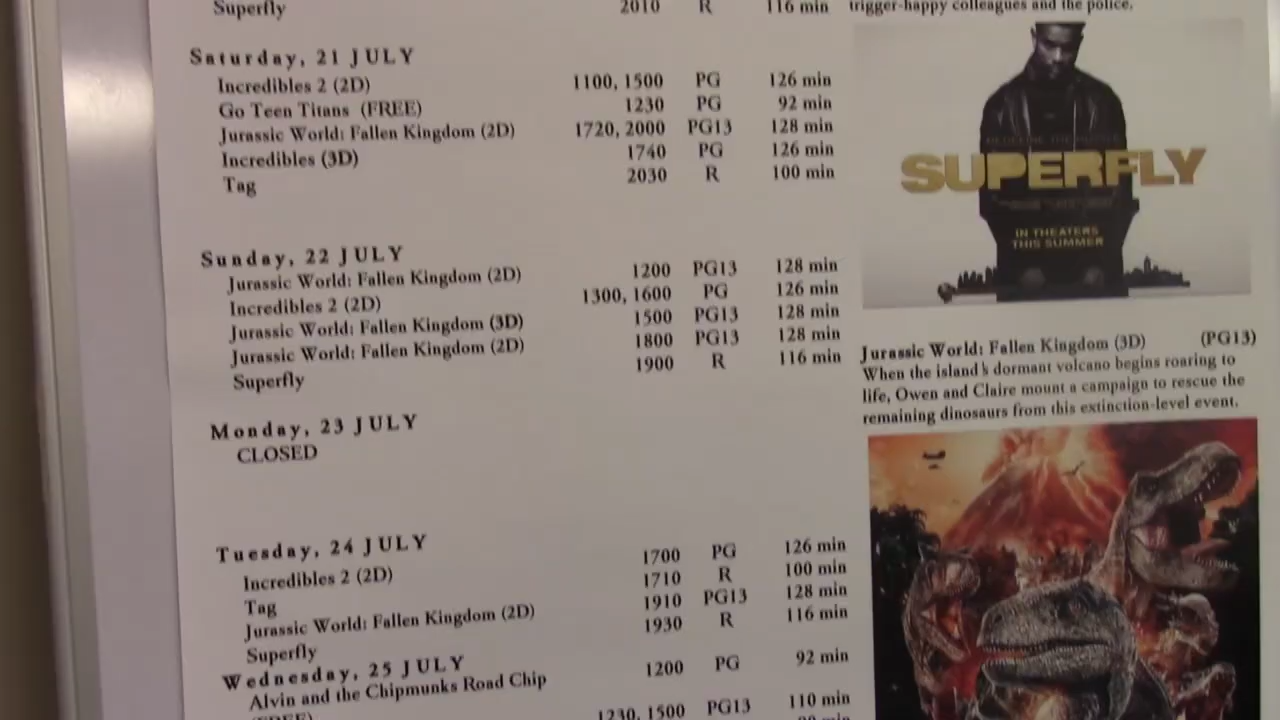 Superfly 2010 R 116 min
trigger-happy colleagues and the police.
Saturday, 21 JULY
Incredibles 2 (2D) 1100, 1500 PG 126 min
Go Teen Titans (FREE) 1230 PG 92 min
Jurassic World: Fallen Kingdom (2D) 1720, 2000 PG13 128 min
Incredibles (3D) 1740 PG 126 min
Tag 2030 R 100 min
SUPERFLY
IN THEATERS
THIS SUMMER
Sunday, 22 JULY
Jurassic World: Fallen Kingdom (2D) 1200 PG13 128 min
Incredibles 2 (2D) 1300, 1600 PG 126 min
Jurassic World: Fallen Kingdom (3D) 1500 PG13 128 min
Jurassic World: Fallen Kingdom (2D) 1800 PG13 128 min
Superfly 1900 R 116 min
Jurassic World: Fallen Kingdom (3D) (PG13)
When the island's dormant volcano begins roaring to
life, Owen and Claire mount a campaign to rescue the
remaining dinosaurs from this extinction-level event.
Monday, 23 JULY
CLOSED
Tuesday, 24 JULY
Incredibles 2 (2D) 1700 PG 126 min
Tag 1710 R 100 min
Jurassic World: Fallen Kingdom (2D) 1910 PG13 128 min
Superfly 1930 R 116 min
Wednesday, 25 JULY
Alvin and the Chipmunks Road Chip 1200 PG 92 min
(FREE)
1230, 1500 PG13 110 min